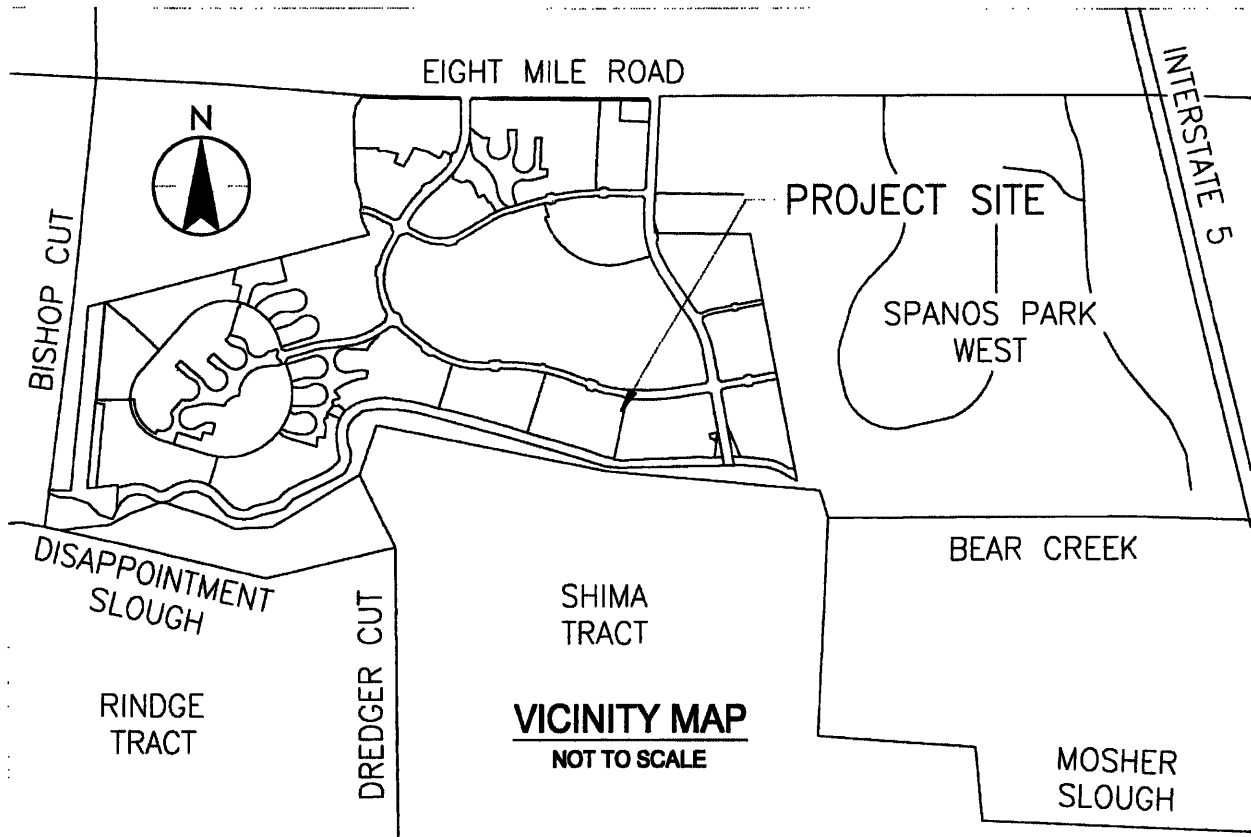 EIGHT MILE ROAD
INTERSTATE 5
N
PROJECT SITE
BISHOP CUT
SPANOS PARK
WEST
DISAPPOINTMENT
SLOUGH
BEAR CREEK
SHIMA
TRACT
DREDGER CUT
RINDGE
TRACT
VICINITY MAP
NOT TO SCALE
MOSHER
SLOUGH